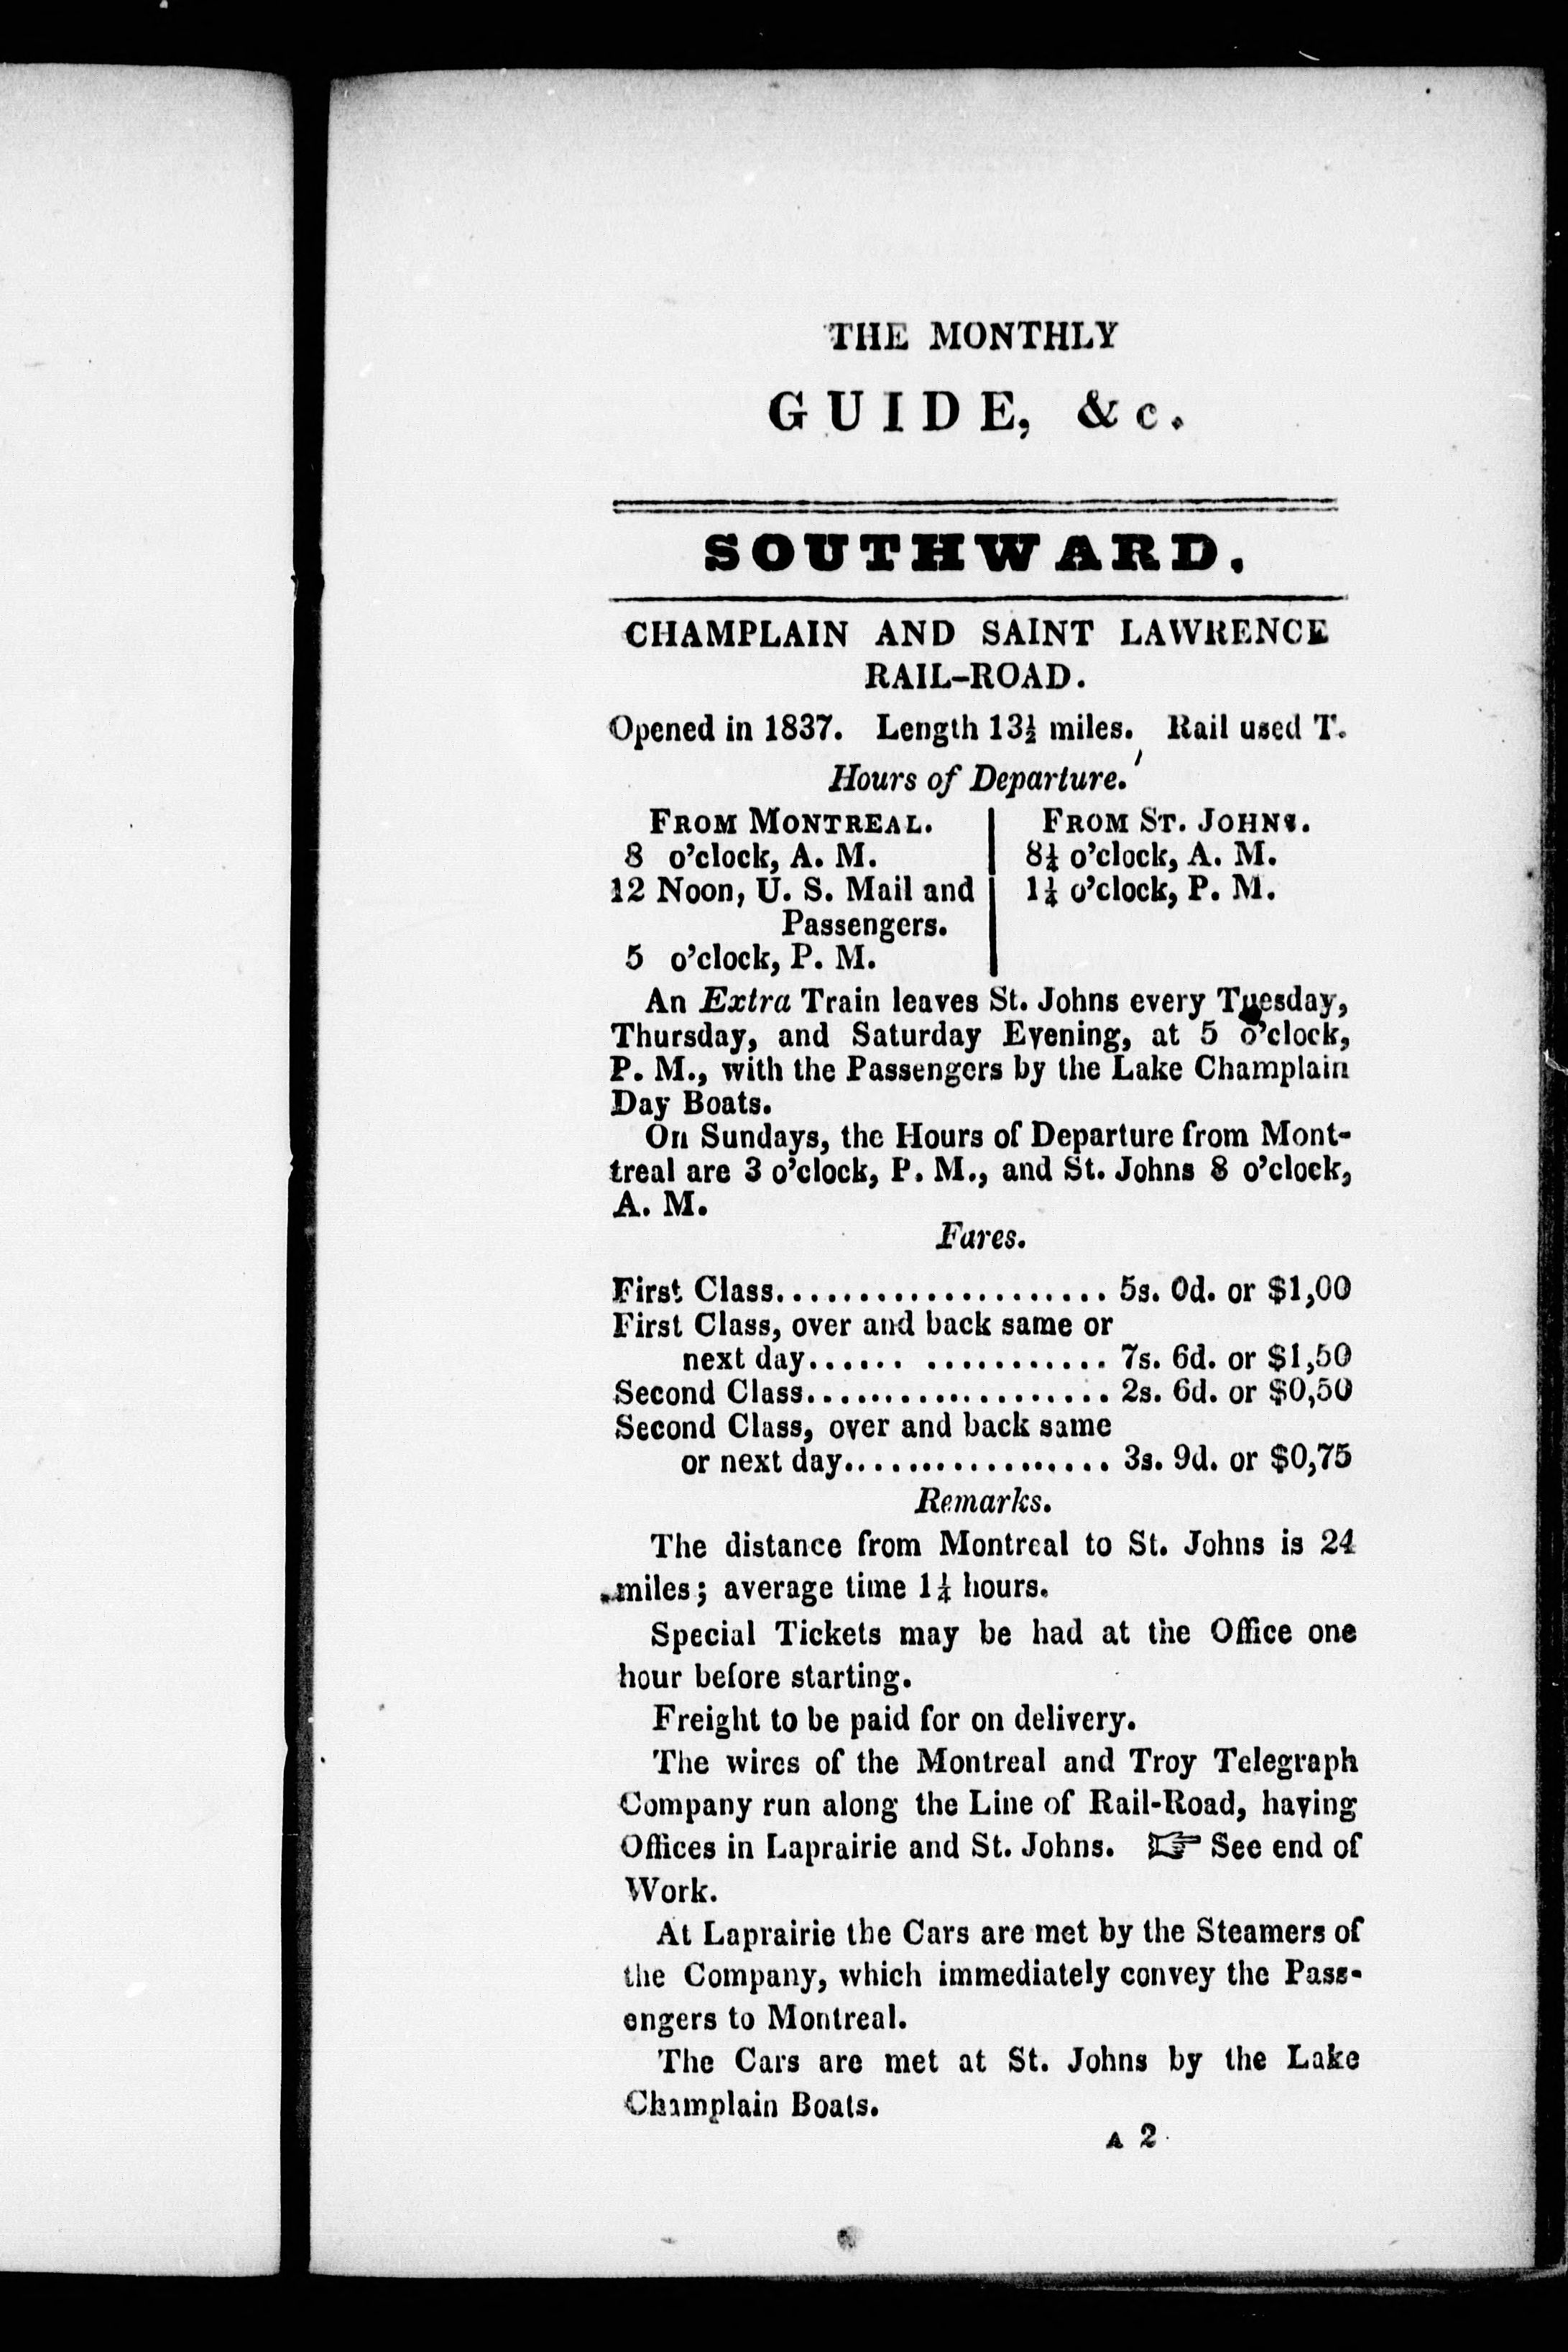 THE MONTHLY
GUIDE, &c.
SOUTHWARD.
CHAMPLAIN AND SAINT LAWRENCE
RAIL-ROAD.
Opened in 1837. Length 13½ miles. Rail used T.
Hours of Departure.
FROM MONTREAL.
8 o'clock, A. M.
12 Noon, U. S. Mail and
Passengers.
5 o'clock, P. M.
FROM ST. JOHNS.
8¼ o'clock, A. M.
1¼ o'clock, P. M.
An Extra Train leaves St. Johns every Tuesday,
Thursday, and Saturday Evening, at 5 o'clock,
P. M., with the Passengers by the Lake Champlain
Day Boats.
On Sundays, the Hours of Departure from Mont-
treal are 3 o'clock, P. M., and St. Johns 8 o'clock,
A. M.
Fares.
First Class..................... 5s. 0d. or $1,00
First Class, over and back same or
next day...... ........... 7s. 6d. or $1,50
Second Class................... 2s. 6d. or $0,50
Second Class, over and back same
or next day................. 3s. 9d. or $0,75
Remarks.
The distance from Montreal to St. Johns is 24
miles; average time 1¼ hours.
Special Tickets may be had at the Office one
hour before starting.
Freight to be paid for on delivery.
The wires of the Montreal and Troy Telegraph
Company run along the Line of Rail-Road, having
Offices in Laprairie and St. Johns. ☞ See end of
Work.
At Laprairie the Cars are met by the Steamers of
the Company, which immediately convey the Pass-
engers to Montreal.
The Cars are met at St. Johns by the Lake
Champlain Boats.
A 2